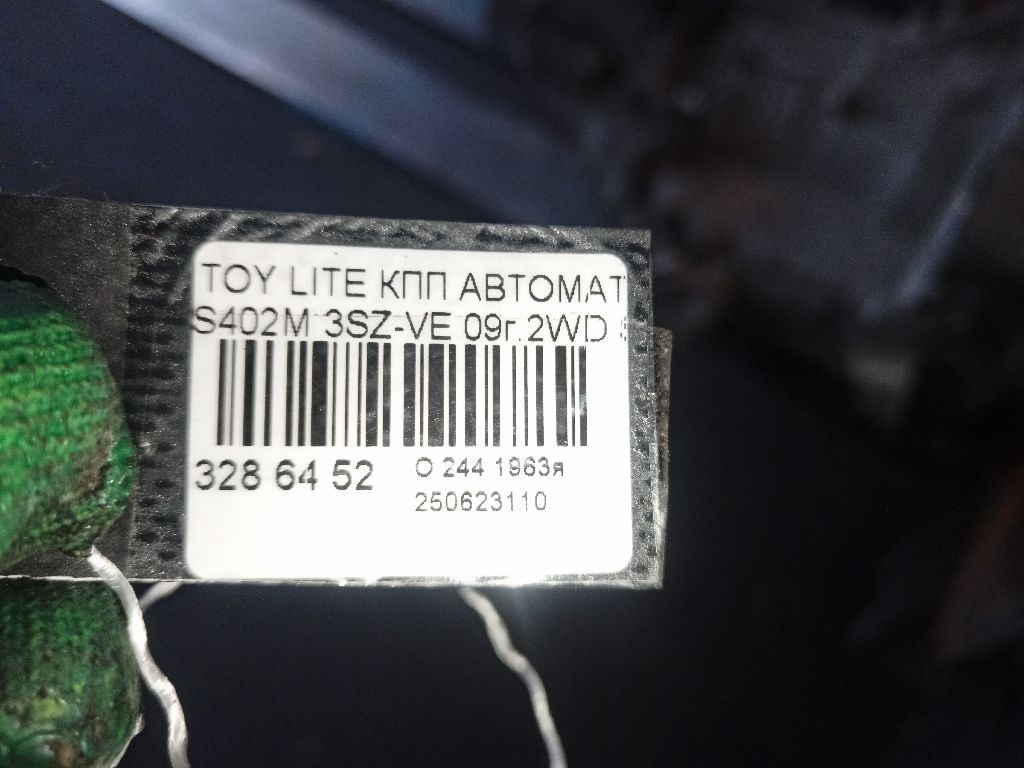 TOY LITE КПП АВТОМАТ
S402M 3SZ-VE 09г.2WD
328 64 52
О 244 1963я
250623110